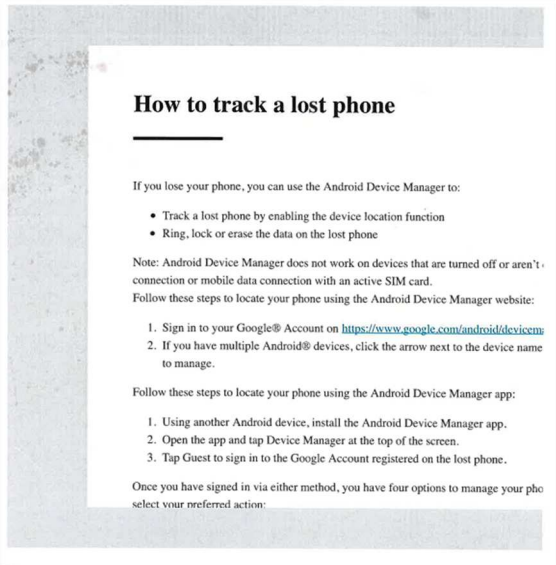 How to track a lost phone
If you lose your phone, you can use the Android Device Manager to:
• Track a lost phone by enabling the device location function
• Ring, lock or erase the data on the lost phone
Note: Android Device Manager does not work on devices that are turned off or aren't
connection or mobile data connection with an active SIM card.
Follow these steps to locate your phone using the Android Device Manager website:
1. Sign in to your Google® Account on https://www.google.com/android/devicema
2. If you have multiple Android® devices, click the arrow next to the device name
to manage.
Follow these steps to locate your phone using the Android Device Manager app:
1. Using another Android device, install the Android Device Manager app.
2. Open the app and tap Device Manager at the top of the screen.
3. Tap Guest to sign in to the Google Account registered on the lost phone.
Once you have signed in via either method, you have four options to manage your pho
select your preferred action: